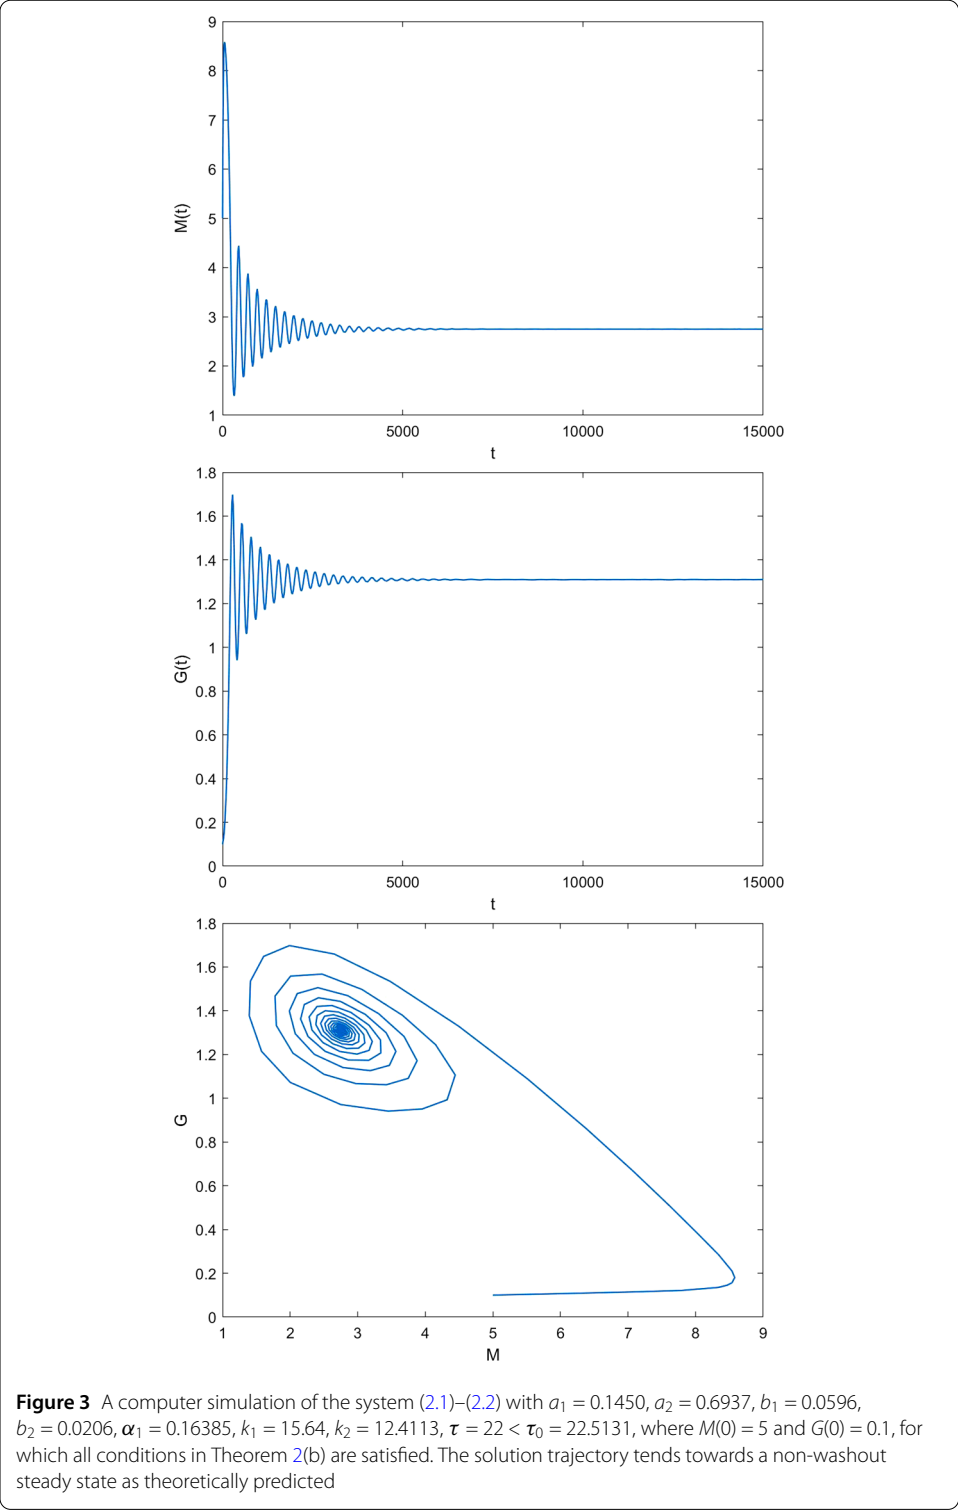 9
8
7
6
5
4
3
2
1
M(t)
0 5000 10000 15000
t
1.8
1.6
1.4
1.2
1
0.8
0.6
0.4
0.2
0
G(t)
0 5000 10000 15000
t
1.8
1.6
1.4
1.2
1
0.8
0.6
0.4
0.2
0
G
1 2 3 4 5 6 7 8 9
M
Figure 3 A computer simulation of the system (2.1)–(2.2) with a₁ = 0.1450, a₂ = 0.6937, b₁ = 0.0596,
b₂ = 0.0206, α₁ = 0.16385, k₁ = 15.64, k₂ = 12.4113, τ = 22 < τ₀ = 22.5131, where M(0) = 5 and G(0) = 0.1, for
which all conditions in Theorem 2(b) are satisfied. The solution trajectory tends towards a non-washout
steady state as theoretically predicted